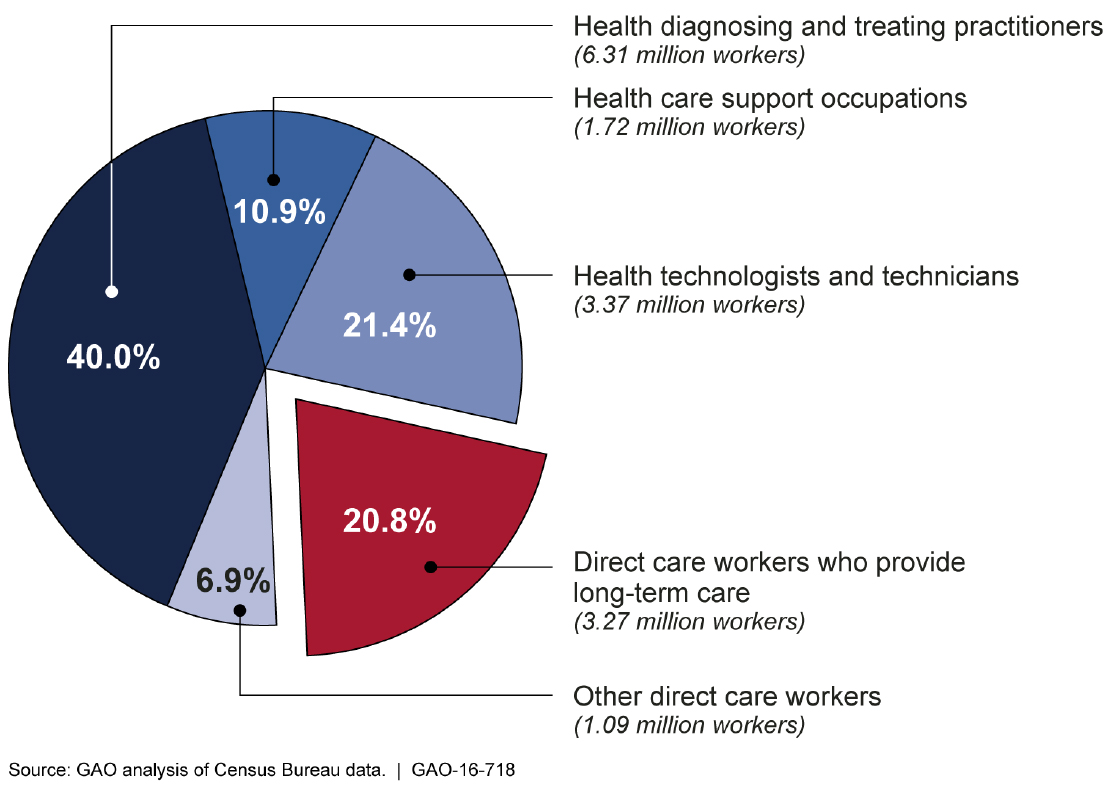 Health diagnosing and treating practitioners
(6.31 million workers)
Health care support occupations
(1.72 million workers)
10.9%
Health technologists and technicians
(3.37 million workers)
21.4%
40.0%
20.8%
Direct care workers who provide
long-term care
(3.27 million workers)
6.9%
Other direct care workers
(1.09 million workers)
Source: GAO analysis of Census Bureau data. | GAO-16-718